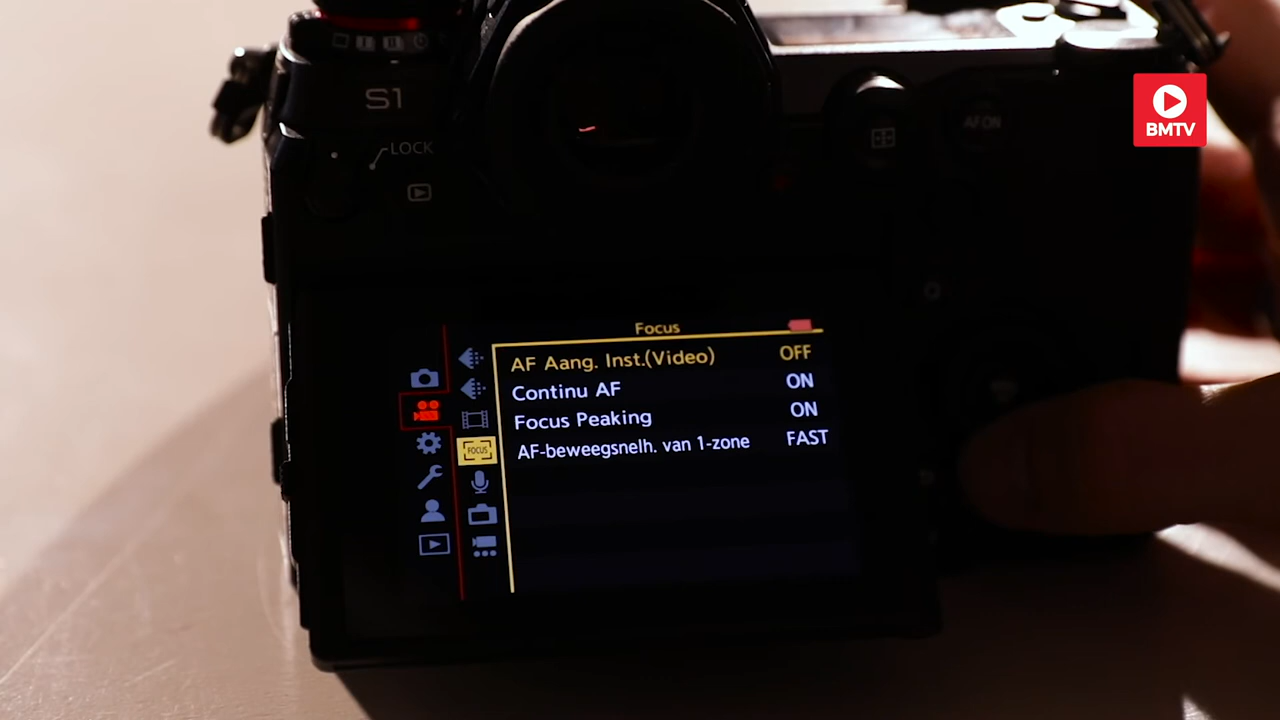 S1
BMTV
AF ON
LOCK
Focus
AF Aang. Inst.(Video) OFF
Continu AF ON
Focus Peaking ON
AF-beweegsnelh. van 1-zone FAST
FOCUS